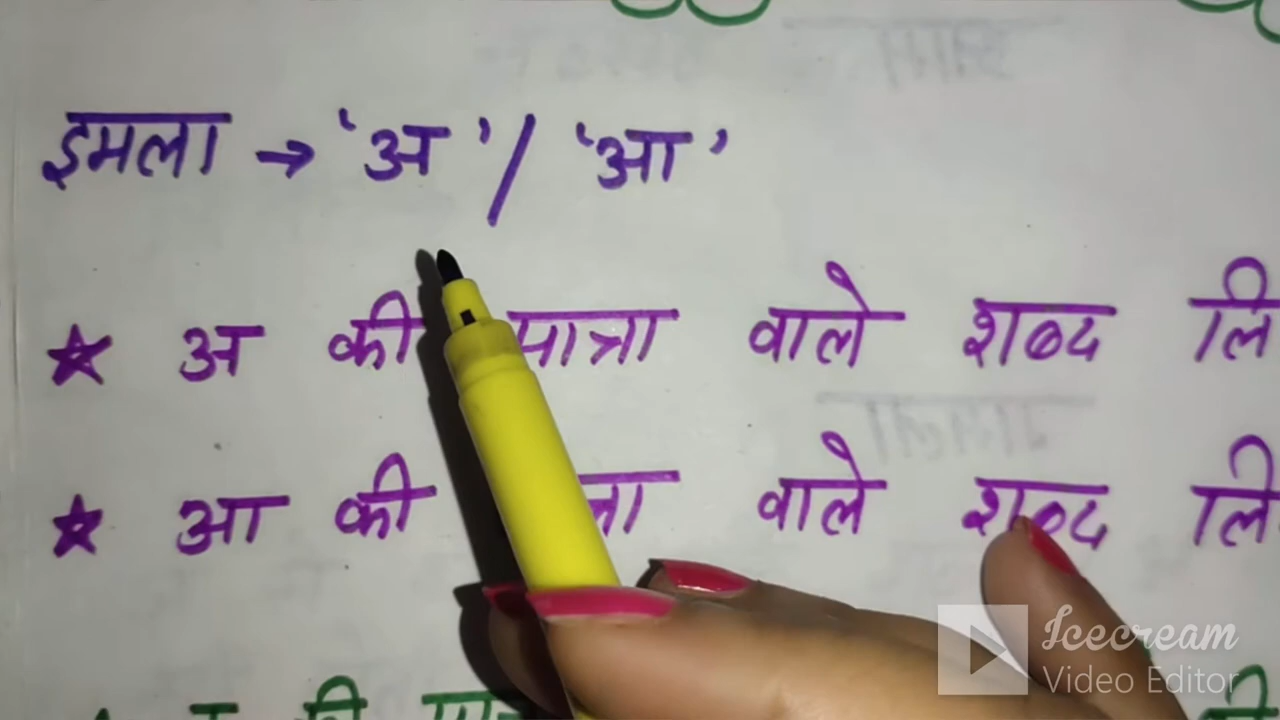 इमला → 'अ' / 'आ'
★ अ की मात्रा वाले शब्द लि
★ आ की त्रा वाले शब्द लि
Icecream
Video Editor